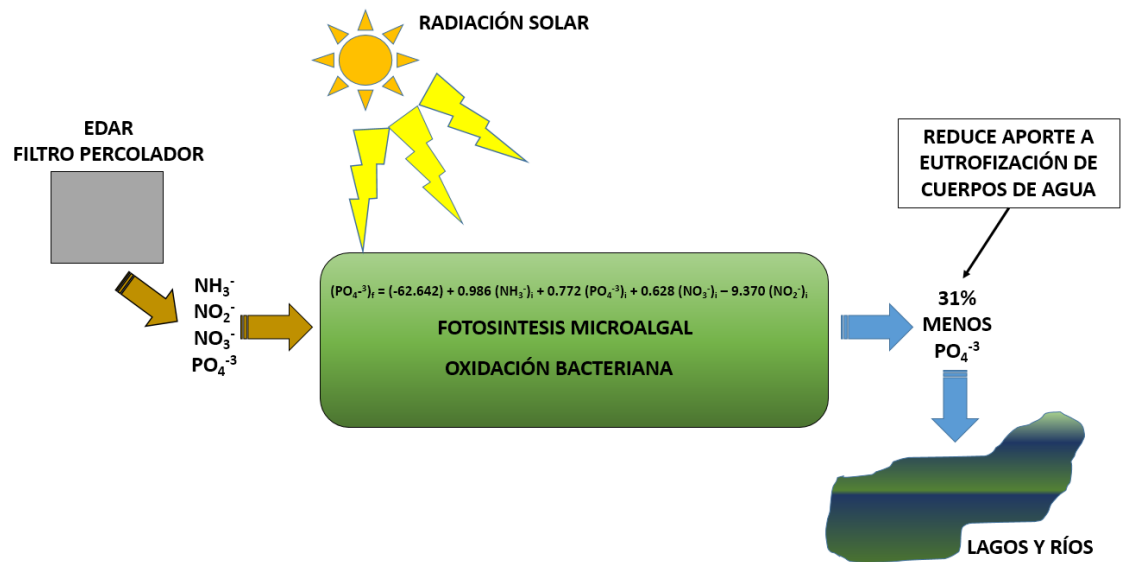 RADIACIÓN SOLAR
EDAR
FILTRO PERCOLADOR
NH₃⁻
NO₂⁻
NO₃⁻
PO₄⁻³
(PO₄-³)f = (-62.642) + 0.986 (NH₃⁻)i + 0.772 (PO₄⁻³)i + 0.628 (NO₃⁻)i – 9.370 (NO₂⁻)i
FOTOSINTESIS MICROALGAL
OXIDACIÓN BACTERIANA
REDUCE APORTE A
EUTROFIZACIÓN DE
CUERPOS DE AGUA
31%
MENOS
PO₄⁻³
LAGOS Y RÍOS